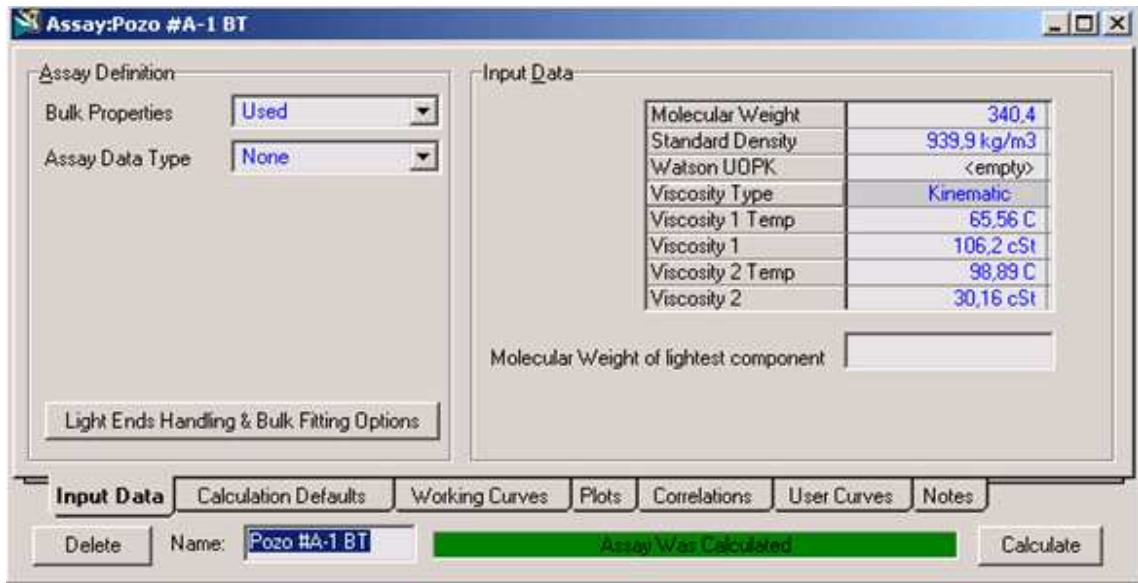 Assay:Pozo #A-1 BT
Assay Definition
Bulk Properties Used
Assay Data Type None
Light Ends Handling & Bulk Fitting Options
Input Data
Molecular Weight 340,4
Standard Density 939,9 kg/m3
Watson UOPK <empty>
Viscosity Type Kinematic
Viscosity 1 Temp 65,56 C
Viscosity 1 106,2 cSt
Viscosity 2 Temp 98,89 C
Viscosity 2 30,16 cSt
Molecular Weight of lightest component
Input Data Calculation Defaults Working Curves Plots Correlations User Curves Notes
Delete Name: Pozo #A-1 BT Assay Was Calculated Calculate